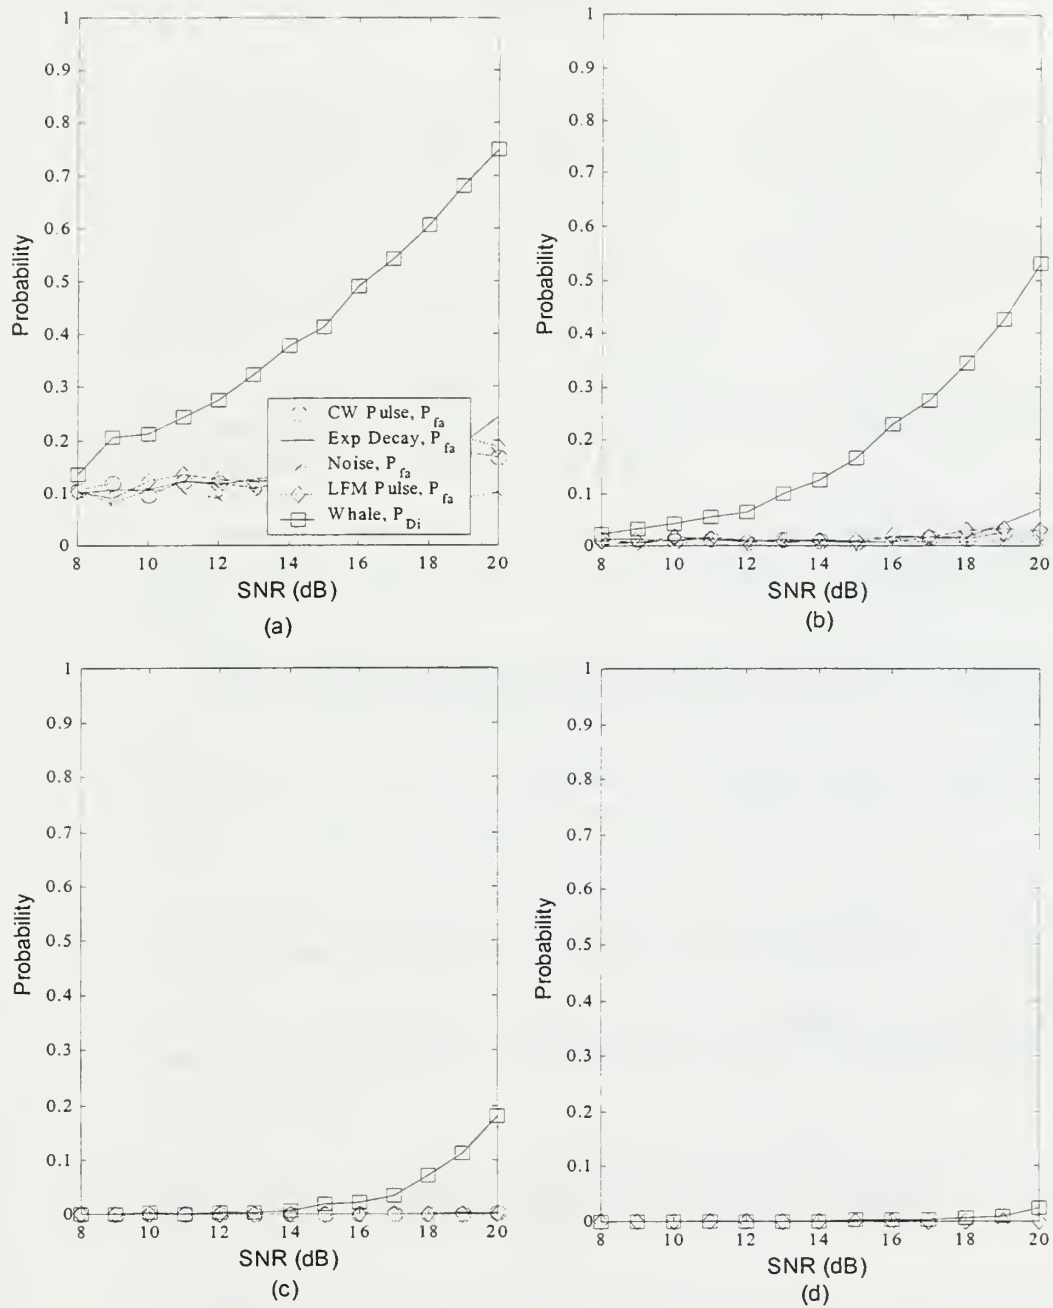 1
0.9
0.8
0.7
0.6
0.5
0.4
0.3
0.2
0.1
0
Probability
CW Pulse, P_fa
Exp Decay, P_fa
Noise, P_fa
LFM Pulse, P_fa
Whale, P_Di
8 10 12 14 16 18 20
SNR (dB)
(a)
1
0.9
0.8
0.7
0.6
0.5
0.4
0.3
0.2
0.1
0
Probability
8 10 12 14 16 18 20
SNR (dB)
(b)
1
0.9
0.8
0.7
0.6
0.5
0.4
0.3
0.2
0.1
0
Probability
8 10 12 14 16 18 20
SNR (dB)
(c)
1
0.9
0.8
0.7
0.6
0.5
0.4
0.3
0.2
0.1
0
Probability
8 10 12 14 16 18 20
SNR (dB)
(d)